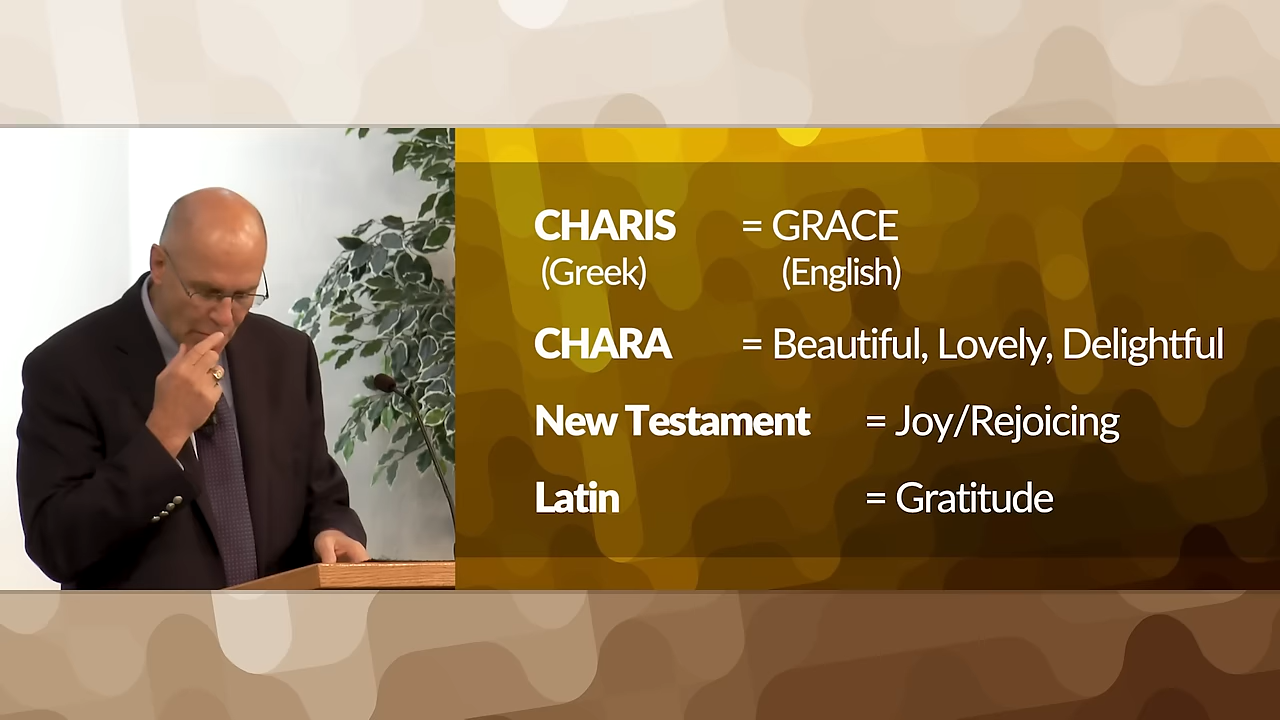 CHARIS = GRACE
(Greek) (English)
CHARA = Beautiful, Lovely, Delightful
New Testament = Joy/Rejoicing
Latin = Gratitude